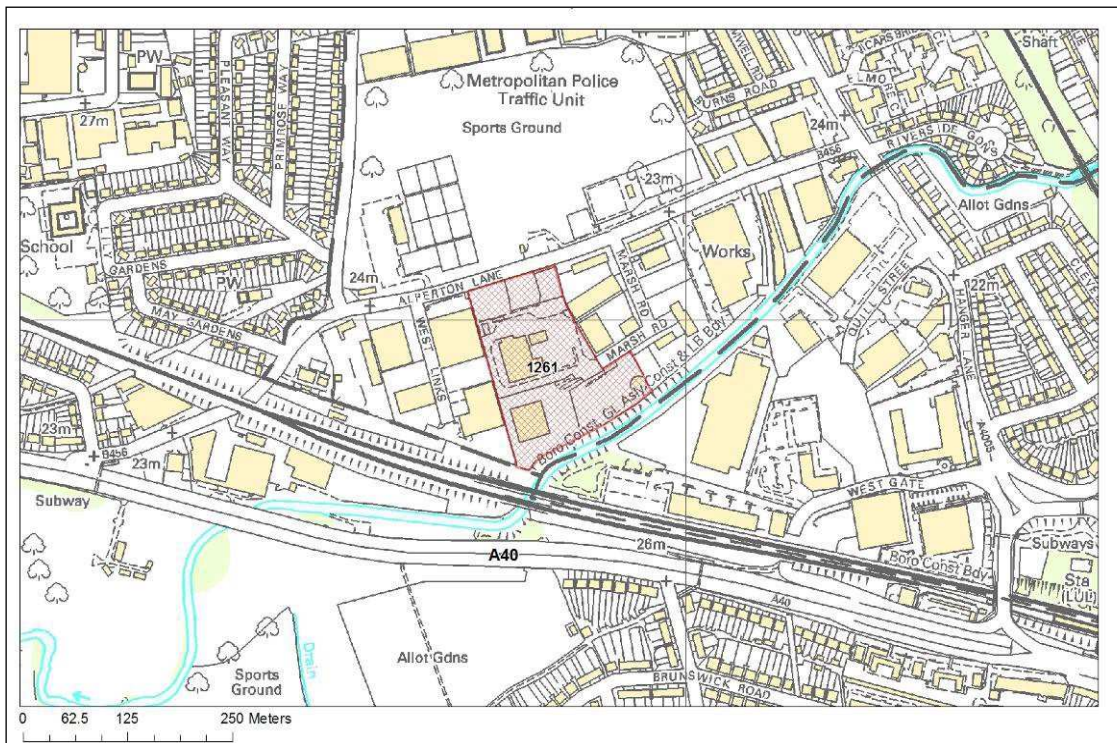 Shaft
PW
PLEASANT WAY
PRIMROSE WAY
Metropolitan Police
Traffic Unit
BURNS ROAD
27m
Sports Ground
24m
B456
RIVERSIDE GDNS
23m
Allot Gdns
School
GARDENS
PW
24m
ALPERTON LANE
MARSH RD
Works
QUILL STREET
22m
HANGER LANE
MAY GARDENS
WEST LINKS
MARSH RD
1261
Boro Const, GL Asly Const & LB Bdy
23m
B456
23m
A4005
WEST GATE
Subway
A40
26m
Boro Const Bdy
Subways
Sta
(LUL)
A40
Drain
Allot Gdns
Sports
Ground
BRUNSWICK ROAD
0 62.5 125 250 Meters